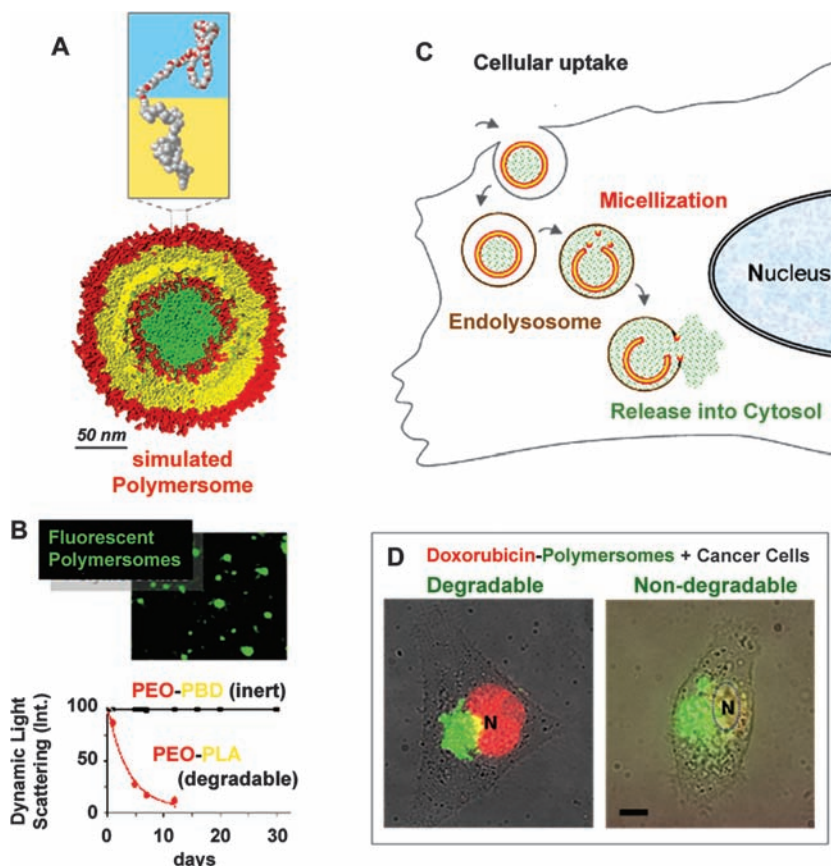 A
50 nm
simulated
Polymersome
B
Fluorescent
Polymersomes
PEO-PBD (inert)
PEO-PLA
(degradable)
Dynamic Light
Scattering (Int.)
100
50
0
0
10
20
30
days
C
Cellular uptake
Micellization
Nucleus
Endolysosome
Release into Cytosol
D
Doxorubicin-Polymersomes + Cancer Cells
Degradable
Non-degradable
N
N